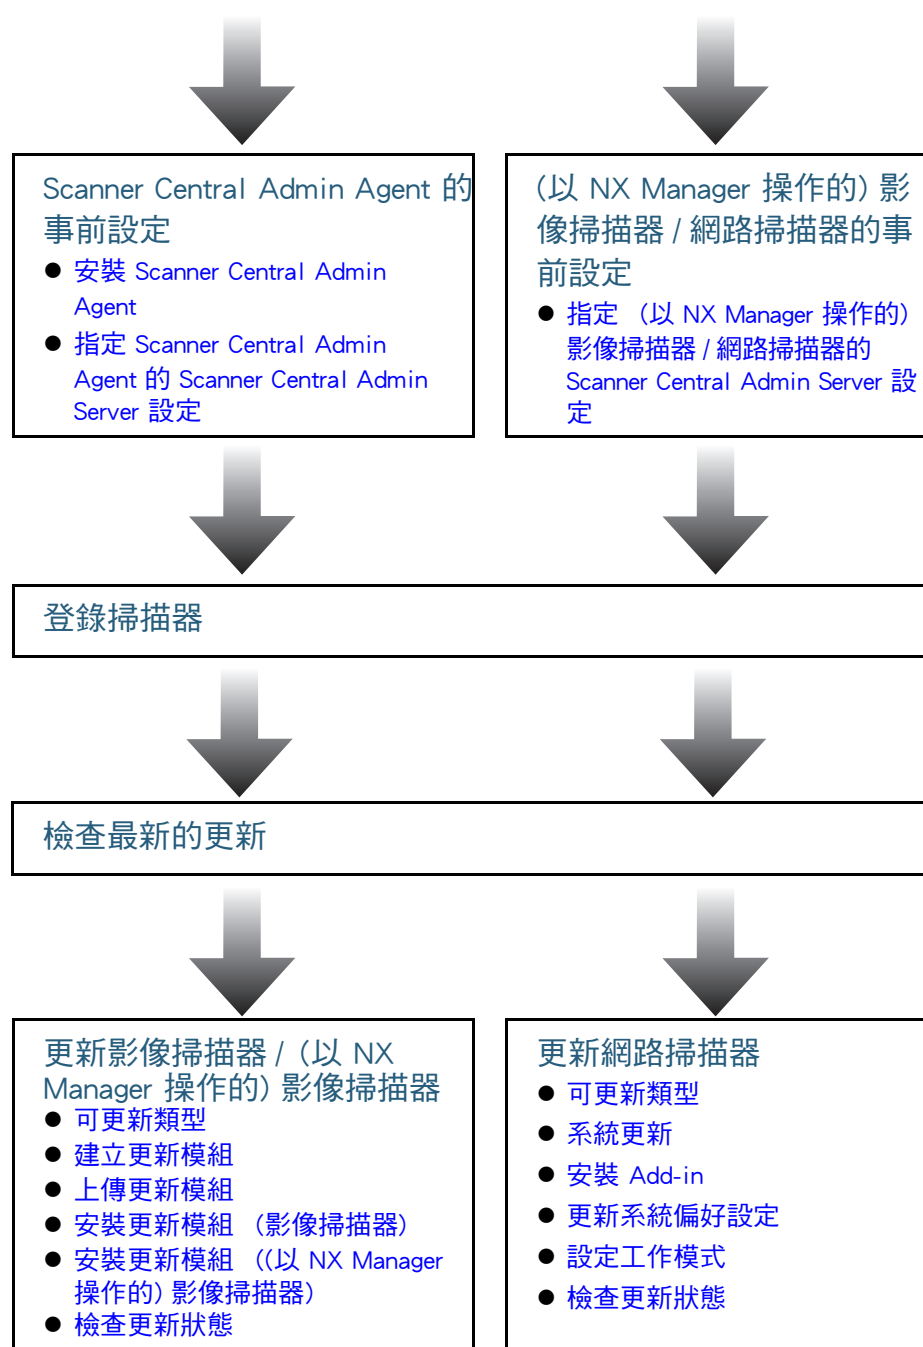 Scanner Central Admin Agent 的
事前設定
● 安裝 Scanner Central Admin
Agent
● 指定 Scanner Central Admin
Agent 的 Scanner Central Admin
Server 設定
(以 NX Manager 操作的) 影
像掃描器 / 網路掃描器的事
前設定
● 指定 (以 NX Manager 操作的)
影像掃描器 / 網路掃描器的
Scanner Central Admin Server 設
定
登錄掃描器
檢查最新的更新
更新影像掃描器 / (以 NX
Manager 操作的) 影像掃描器
● 可更新類型
● 建立更新模組
● 上傳更新模組
● 安裝更新模組 (影像掃描器)
● 安裝更新模組 ((以 NX Manager
操作的) 影像掃描器)
● 檢查更新狀態
更新網路掃描器
● 可更新類型
● 系統更新
● 安裝 Add-in
● 更新系統偏好設定
● 設定工作模式
● 檢查更新狀態